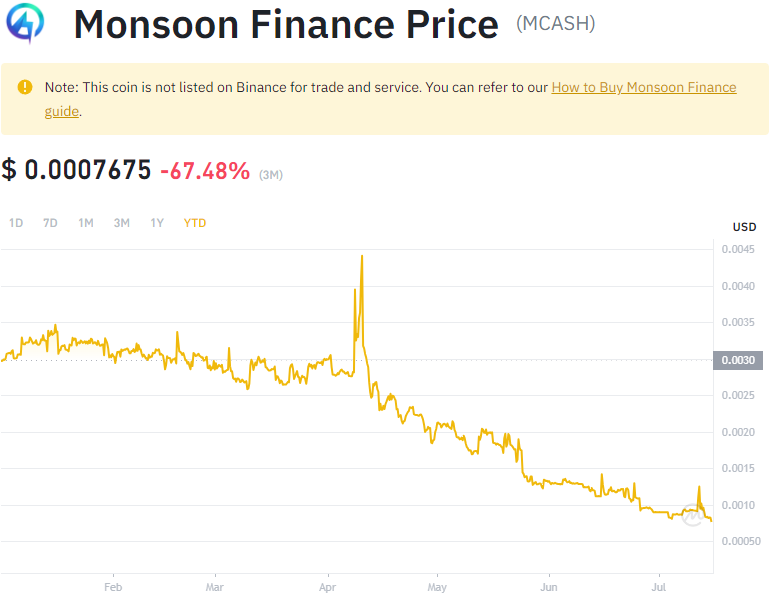 Monsoon Finance Price (MCASH)
Note: This coin is not listed on Binance for trade and service. You can refer to our How to Buy Monsoon Finance
guide.
$ 0.0007675 -67.48% (3M)
1D 7D 1M 3M 1Y YTD
USD
0.0045
0.0040
0.0035
0.0030
0.0025
0.0020
0.0015
0.0010
0.00050
Feb Mar Apr May Jun Jul